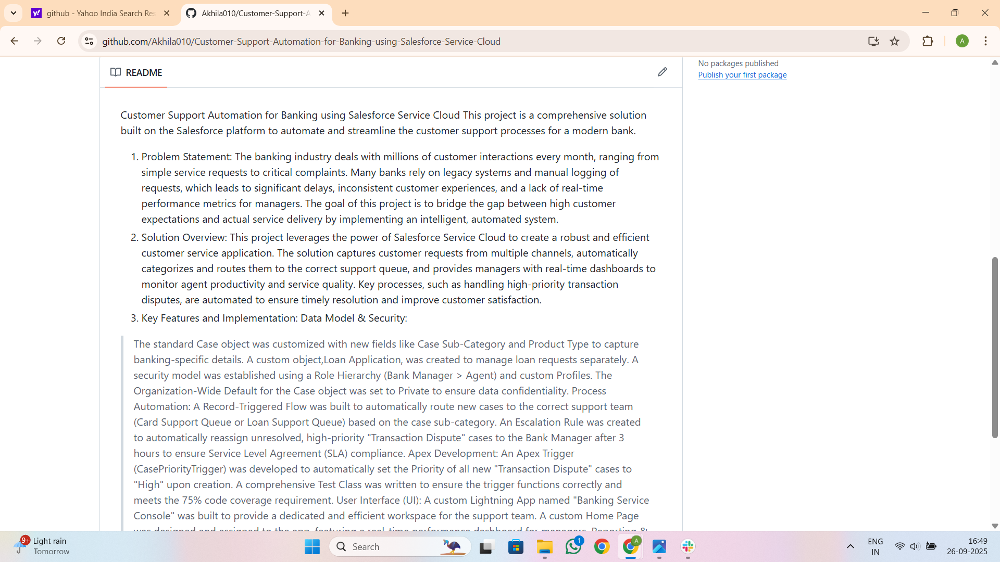 github - Yahoo India Search Res
Akhila010/Customer-Support-A
github.com/Akhila010/Customer-Support-Automation-for-Banking-using-Salesforce-Service-Cloud
A
README
No packages published
Publish your first package
Customer Support Automation for Banking using Salesforce Service Cloud This project is a comprehensive solution
built on the Salesforce platform to automate and streamline the customer support processes for a modern bank.
1. Problem Statement: The banking industry deals with millions of customer interactions every month, ranging from
simple service requests to critical complaints. Many banks rely on legacy systems and manual logging of
requests, which leads to significant delays, inconsistent customer experiences, and a lack of real-time
performance metrics for managers. The goal of this project is to bridge the gap between high customer
expectations and actual service delivery by implementing an intelligent, automated system.
2. Solution Overview: This project leverages the power of Salesforce Service Cloud to create a robust and efficient
customer service application. The solution captures customer requests from multiple channels, automatically
categorizes and routes them to the correct support queue, and provides managers with real-time dashboards to
monitor agent productivity and service quality. Key processes, such as handling high-priority transaction
disputes, are automated to ensure timely resolution and improve customer satisfaction.
3. Key Features and Implementation: Data Model & Security:
The standard Case object was customized with new fields like Case Sub-Category and Product Type to capture
banking-specific details. A custom object,Loan Application, was created to manage loan requests separately. A
security model was established using a Role Hierarchy (Bank Manager > Agent) and custom Profiles. The
Organization-Wide Default for the Case object was set to Private to ensure data confidentiality. Process
Automation: A Record-Triggered Flow was built to automatically route new cases to the correct support team
(Card Support Queue or Loan Support Queue) based on the case sub-category. An Escalation Rule was created
to automatically reassign unresolved, high-priority "Transaction Dispute" cases to the Bank Manager after 3
hours to ensure Service Level Agreement (SLA) compliance. Apex Development: An Apex Trigger
(CasePriorityTrigger) was developed to automatically set the Priority of all new "Transaction Dispute" cases to
"High" upon creation. A comprehensive Test Class was written to ensure the trigger functions correctly and
meets the 75% code coverage requirement. User Interface (UI): A custom Lightning App named "Banking Service
Console" was built to provide a dedicated and efficient workspace for the support team. A custom Home Page
was designed and assigned to the app, featuring a real-time performance dashboard for managers. Reporting &
9+
Light rain
Tomorrow
Search
1
A
ENG
IN
16:49
26-09-2025